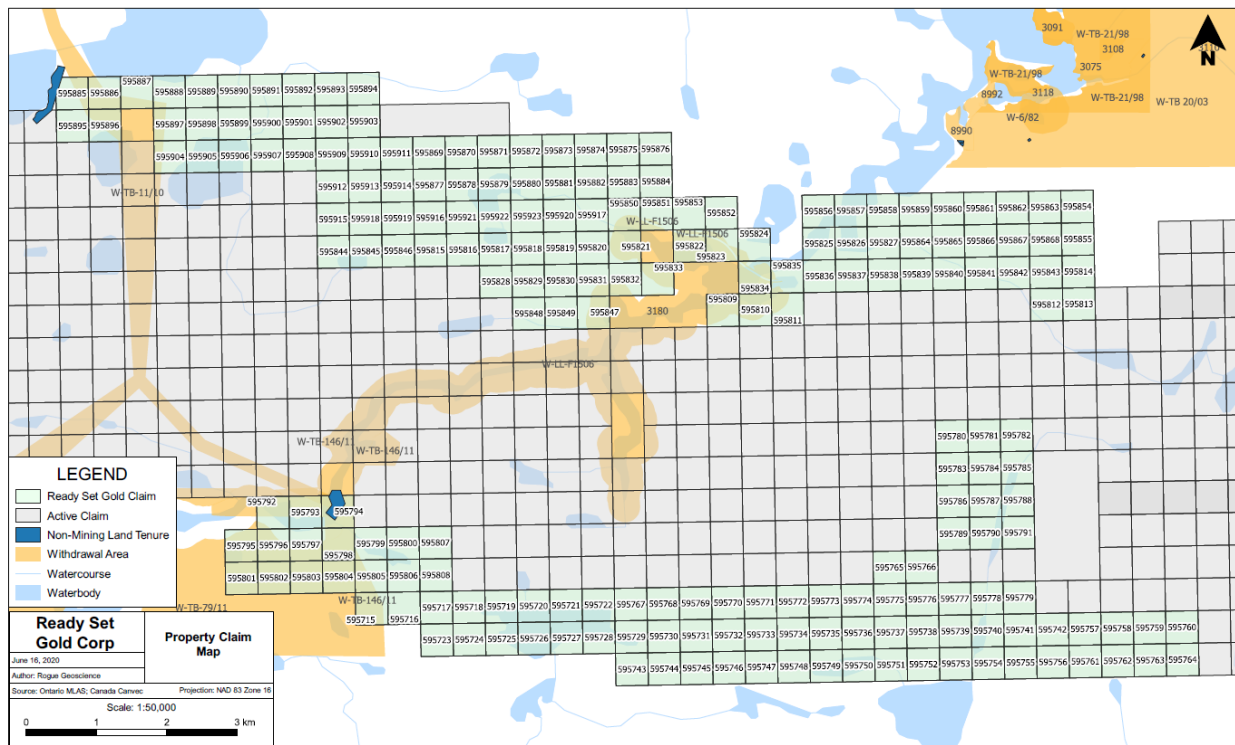 3091
W-TB-21/98
3108
3110
N
3075
W-TB-21/98
8992
3118
W-TB-21/98
W-TB 20/03
W-6/82
8990
595887
595885 595886 595888 595889 595890 595891 595892 595893 595894
595895 595896 595897 595898 595899 595900 595901 595902 595903
595904 595905 595906 595907 595908 595909 595910 595911 595869 595870 595871 595872 595873 595874 595875 595876
W-TB-11/10
595912 595913 595914 595877 595878 595879 595880 595881 595882 595883 595884
595850 595851 595853
595852
595915 595918 595919 595916 595921 595922 595923 595920 595917
W-LL-F1506
W-LL-F1506
595824
595856 595857 595858 595859 595860 595861 595862 595863 595854
595844 595845 595846 595815 595816 595817 595818 595819 595820 595821 595822
595823
595825 595826 595827 595864 595865 595866 595867 595868 595855
595833
595835
595828 595829 595830 595831 595832
595834
595836 595837 595838 595839 595840 595841 595842 595843 595814
595809
595810
595811
595812 595813
595848 595849 595847
3180
W-LL-F1506
W-TB-146/11
W-TB-146/11
595780 595781 595782
595783 595784 595785
595786 595787 595788
595789 595790 595791
595792
595793 595794
595795 595796 595797
595798
595799 595800 595807
595801 595802 595803 595804 595805 595806 595808
595765 595766
W-TB-79/11
W-TB-146/11
595715 595716
595717 595718 595719 595720 595721 595722 595767 595768 595769 595770 595771 595772 595773 595774 595775 595776 595777 595778 595779
595723 595724 595725 595726 595727 595728 595729 595730 595731 595732 595733 595734 595735 595736 595737 595738 595739 595740 595741 595742 595757 595758 595759 595760
595743 595744 595745 595746 595747 595748 595749 595750 595751 595752 595753 595754 595755 595756 595761 595762 595763 595764
LEGEND
Ready Set Gold Claim
Active Claim
Non-Mining Land Tenure
Withdrawal Area
Watercourse
Waterbody
Ready Set
Gold Corp
Property Claim
Map
June 16, 2020
Author: Rogue Geoscience
Source: Ontario MLAS; Canada Canvec
Projection: NAD 83 Zone 16
Scale: 1:50,000
0 1 2 3 km